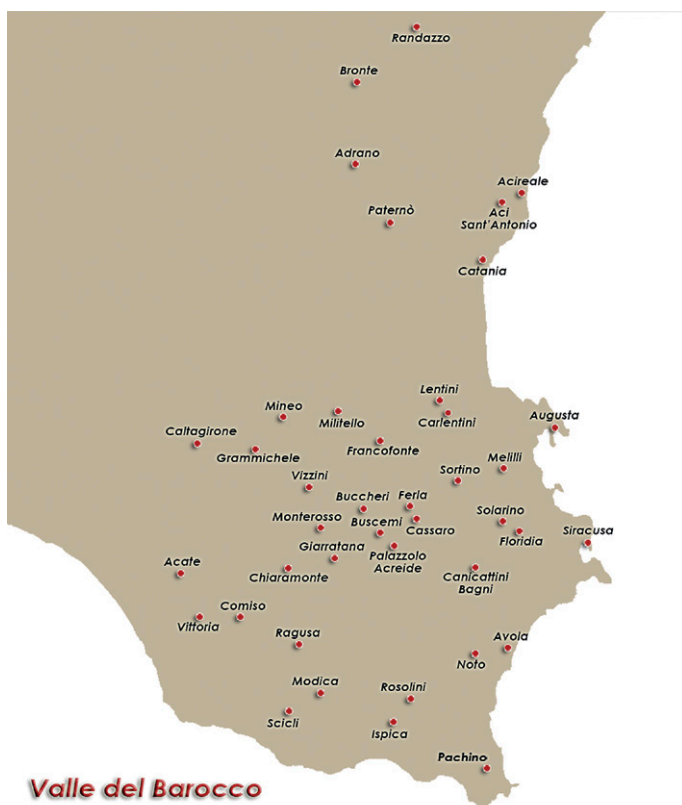 Randazzo
Bronte
Adrano
Acireale
Paternò
Aci
Sant'Antonio
Catania
Lentini
Mineo
Militello
Carlentini
Augusta
Caltagirone
Grammichele
Francofonte
Melilli
Sortino
Vizzini
Buccheri
Ferla
Monterosso
Buscemi
Cassaro
Solarino
Floridia
Siracusa
Giarratana
Palazzolo
Acreide
Acate
Chiaramonte
Canicattini
Bagni
Comiso
Vittoria
Ragusa
Avola
Noto
Modica
Rosolini
Scicli
Ispica
Pachino
Valle del Barocco